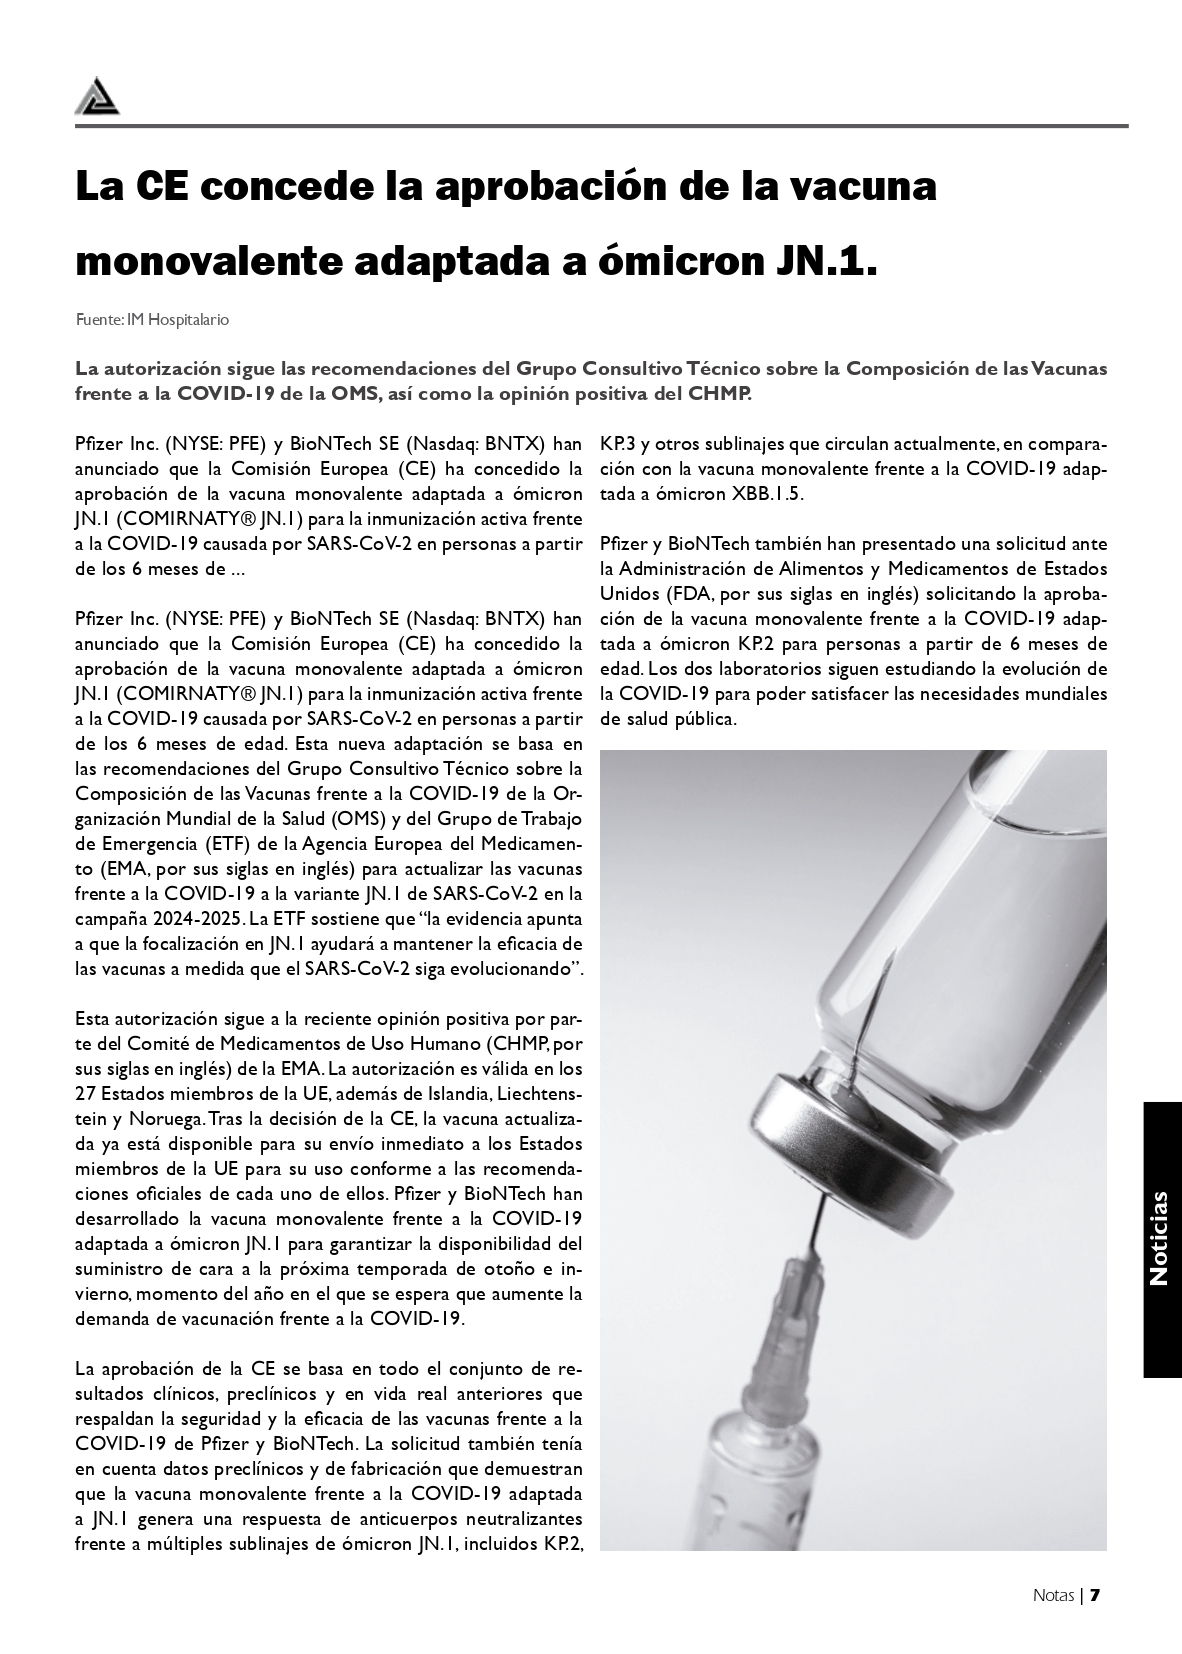 La CE concede la aprobación de la vacuna
monovalente adaptada a ómicron JN.1.
Fuente: IM Hospitalario
La autorización sigue las recomendaciones del Grupo Consultivo Técnico sobre la Composición de las Vacunas
frente a la COVID-19 de la OMS, así como la opinión positiva del CHMP.
Pfizer Inc. (NYSE: PFE) y BioNTech SE (Nasdaq: BNTX) han
anunciado que la Comisión Europea (CE) ha concedido la
aprobación de la vacuna monovalente adaptada a ómicron
JN.1 (COMIRNATY® JN.1) para la inmunización activa frente
a la COVID-19 causada por SARS-CoV-2 en personas a partir
de los 6 meses de ...
Pfizer Inc. (NYSE: PFE) y BioNTech SE (Nasdaq: BNTX) han
anunciado que la Comisión Europea (CE) ha concedido la
aprobación de la vacuna monovalente adaptada a ómicron
JN.1 (COMIRNATY® JN.1) para la inmunización activa frente
a la COVID-19 causada por SARS-CoV-2 en personas a partir
de los 6 meses de edad. Esta nueva adaptación se basa en
las recomendaciones del Grupo Consultivo Técnico sobre la
Composición de las Vacunas frente a la COVID-19 de la Or-
ganización Mundial de la Salud (OMS) y del Grupo de Trabajo
de Emergencia (ETF) de la Agencia Europea del Medicamen-
to (EMA, por sus siglas en inglés) para actualizar las vacunas
frente a la COVID-19 a la variante JN.1 de SARS-CoV-2 en la
campaña 2024-2025. La ETF sostiene que “la evidencia apunta
a que la focalización en JN.1 ayudará a mantener la eficacia de
las vacunas a medida que el SARS-CoV-2 siga evolucionando”.
Esta autorización sigue a la reciente opinión positiva por par-
te del Comité de Medicamentos de Uso Humano (CHMP, por
sus siglas en inglés) de la EMA. La autorización es válida en los
27 Estados miembros de la UE, además de Islandia, Liechtens-
tein y Noruega. Tras la decisión de la CE, la vacuna actualiza-
da ya está disponible para su envío inmediato a los Estados
miembros de la UE para su uso conforme a las recomenda-
ciones oficiales de cada uno de ellos. Pfizer y BioNTech han
desarrollado la vacuna monovalente frente a la COVID-19
adaptada a ómicron JN.1 para garantizar la disponibilidad del
suministro de cara a la próxima temporada de otoño e in-
vierno, momento del año en el que se espera que aumente la
demanda de vacunación frente a la COVID-19.
La aprobación de la CE se basa en todo el conjunto de re-
sultados clínicos, preclínicos y en vida real anteriores que
respaldan la seguridad y la eficacia de las vacunas frente a la
COVID-19 de Pfizer y BioNTech. La solicitud también tenía
en cuenta datos preclínicos y de fabricación que demuestran
que la vacuna monovalente frente a la COVID-19 adaptada
a JN.1 genera una respuesta de anticuerpos neutralizantes
frente a múltiples sublinajes de ómicron JN.1, incluidos KP.2,
KP.3 y otros sublinajes que circulan actualmente, en compara-
ción con la vacuna monovalente frente a la COVID-19 adap-
tada a ómicron XBB.1.5.
Pfizer y BioNTech también han presentado una solicitud ante
la Administración de Alimentos y Medicamentos de Estados
Unidos (FDA, por sus siglas en inglés) solicitando la aproba-
ción de la vacuna monovalente frente a la COVID-19 adap-
tada a ómicron KP.2 para personas a partir de 6 meses de
edad. Los dos laboratorios siguen estudiando la evolución de
la COVID-19 para poder satisfacer las necesidades mundiales
de salud pública.
Noticias
Notas | 7